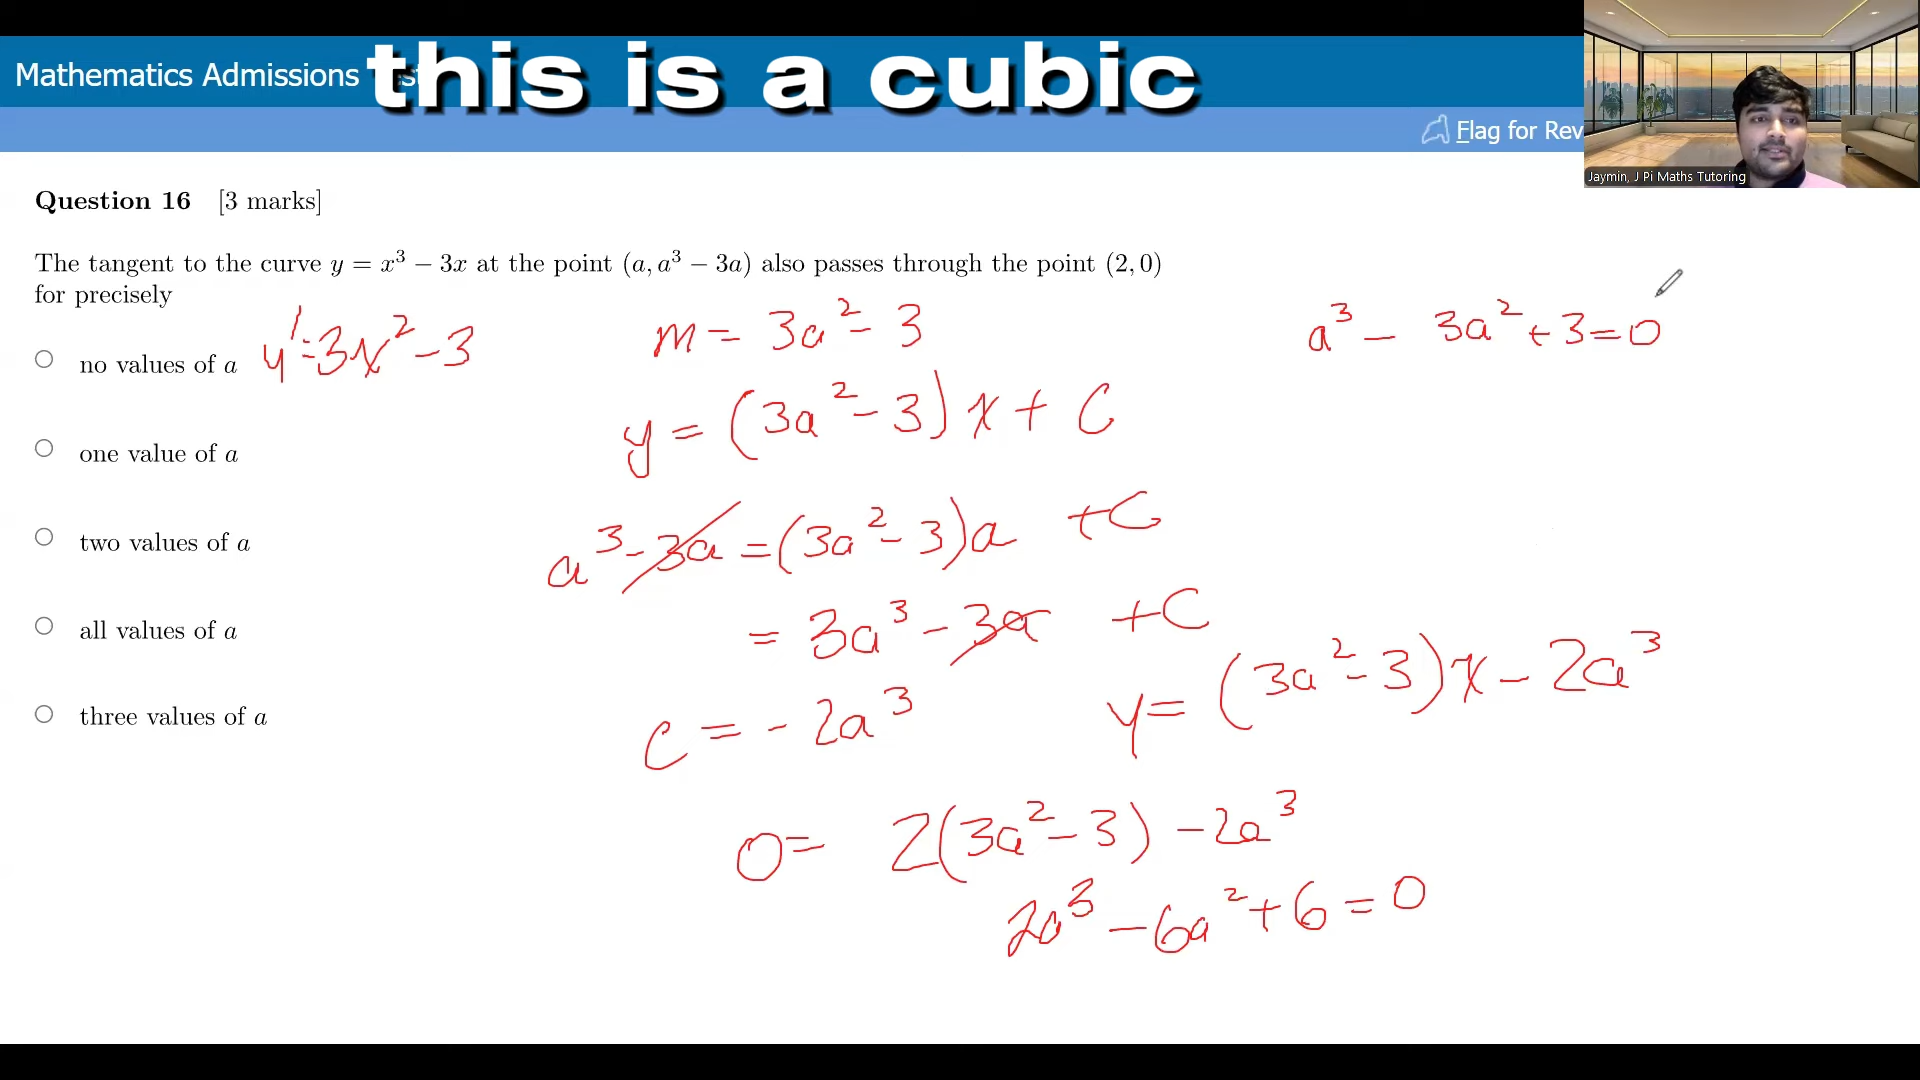 Mathematics Admissions
this is a cubic
Flag for Rev
Jaymin, J Pi Maths Tutoring
Question 16 [3 marks]
The tangent to the curve y = x³ − 3x at the point (a, a³ − 3a) also passes through the point (2, 0)
for precisely
no values of a
one value of a
two values of a
all values of a
three values of a
y' = 3x² − 3
m = 3a² − 3
y = (3a² − 3)x + C
a³ − 3a = (3a² − 3)a + C
= 3a³ − 3a + C
C = −2a³
y = (3a² − 3)x − 2a³
0 = 2(3a² − 3) − 2a³
2a³ − 6a² + 6 = 0
a³ − 3a² + 3 = 0